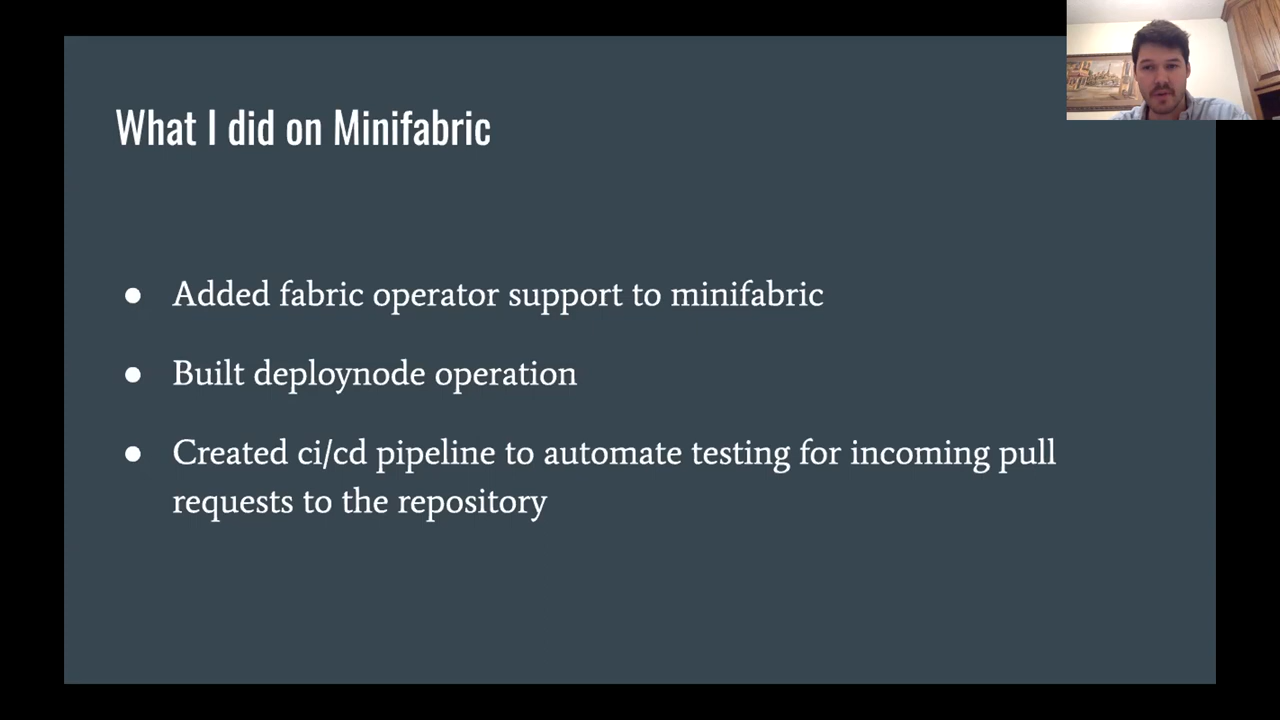 What I did on Minifabric
● Added fabric operator support to minifabric
● Built deploynode operation
● Created ci/cd pipeline to automate testing for incoming pull
requests to the repository